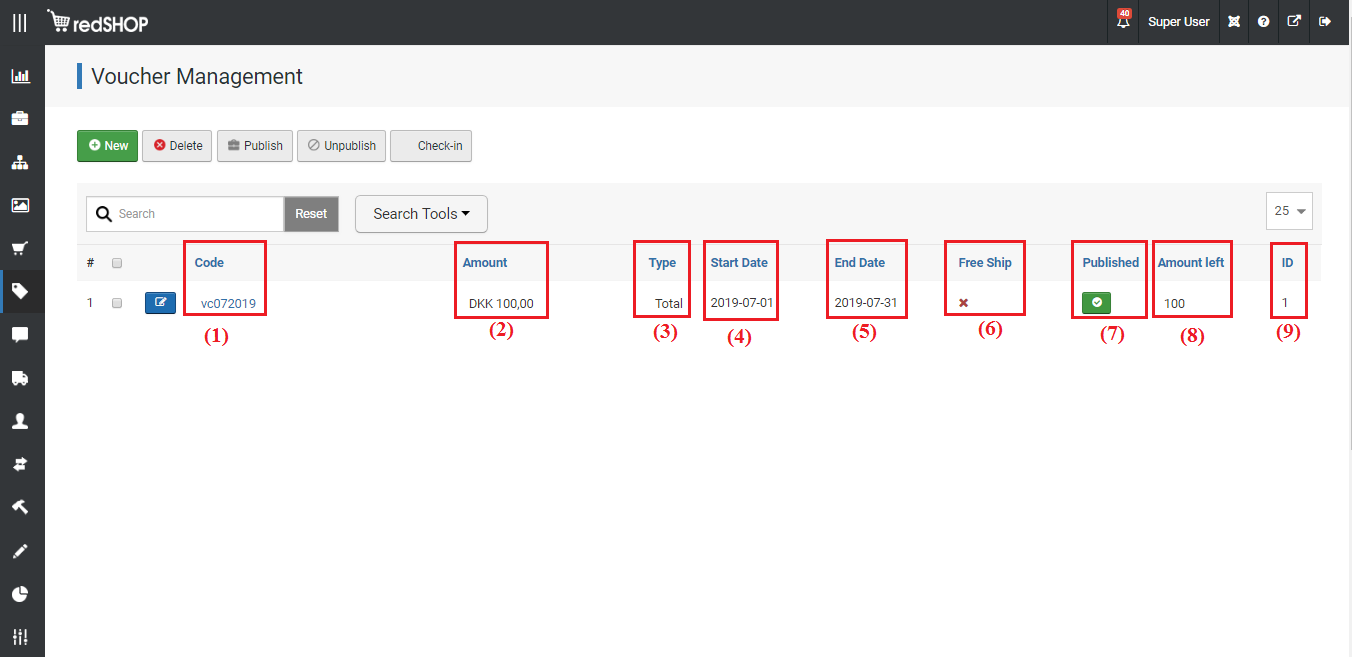 redSHOP
40
Super User
Voucher Management
New Delete Publish Unpublish Check-in
Search Reset Search Tools 25
# Code Amount Type Start Date End Date Free Ship Published Amount left ID
1 vc072019 DKK 100,00 Total 2019-07-01 2019-07-31 100 1
(1) (2) (3) (4) (5) (6) (7) (8) (9)